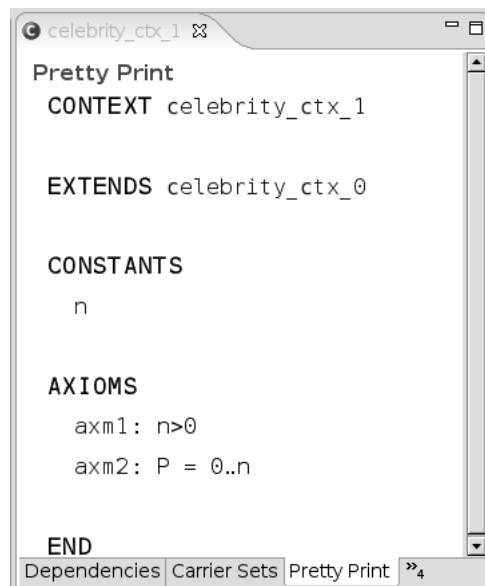 celebrity_ctx_1
Pretty Print
CONTEXT celebrity_ctx_1
EXTENDS celebrity_ctx_0
CONSTANTS
n
AXIOMS
axm1: n>0
axm2: P = 0‥n
END
Dependencies Carrier Sets Pretty Print »4